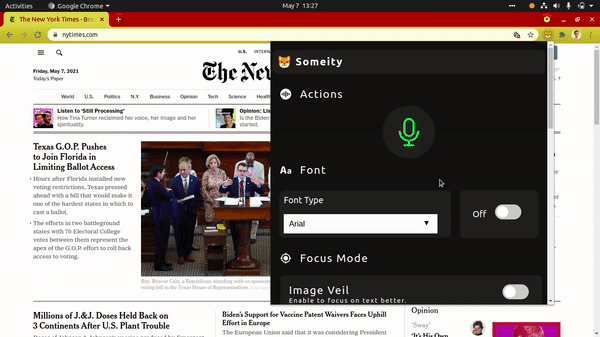 Activities
Google Chrome
May 7 13:27
The New York Times - Bre
nytimes.com
U.S.
Friday, May 7, 2021
Today's Paper
The New
World U.S. Politics N.Y. Business Opinion Tech Science
Listen to 'Still Processing'
How Tina Turner reclaimed her voice, her image and her
spirituality.
Opinion:
Is the Biden
started.
Texas G.O.P. Pushes
to Join Florida in
Limiting Ballot Access
• Hours after Florida installed new
voting restrictions, Texas pressed
ahead with a bill that would make it
one of the hardest states in which
to cast a ballot.
• The efforts in two battleground
states with 70 Electoral College
votes between them represent the
apex of the G.O.P. effort to roll back
access to voting.
Rep. Briscoe Cain, a Republican, standing with co-sponsors
voting bill in the Texas House of Representatives.
Millions of J.&J. Doses Held Back on
3 Continents After U.S. Plant Trouble
Biden's Support for Vaccine Patent Waivers Faces Uphill
Effort in Europe
The European Union said that it was considering President
Someity
Actions
Aa Font
Font Type
Arial
Off
Focus Mode
Image Veil
Enable to focus on text better.
Opinion
'Sway'
'It's His Own